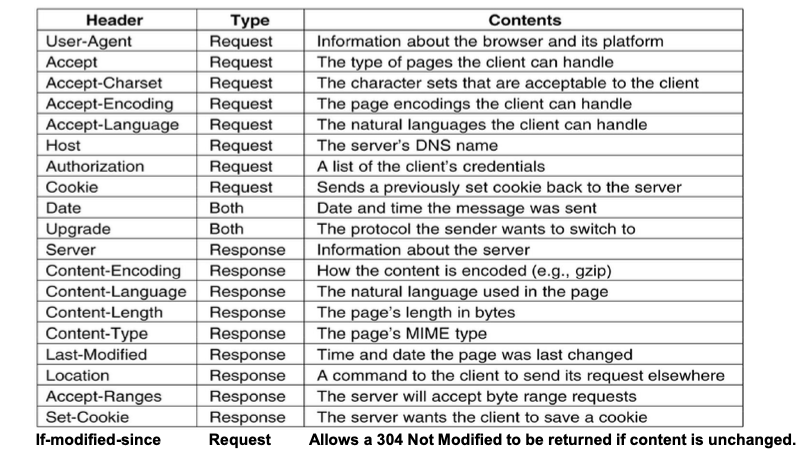 Header Type Contents
User-Agent Request Information about the browser and its platform
Accept Request The type of pages the client can handle
Accept-Charset Request The character sets that are acceptable to the client
Accept-Encoding Request The page encodings the client can handle
Accept-Language Request The natural languages the client can handle
Host Request The server's DNS name
Authorization Request A list of the client's credentials
Cookie Request Sends a previously set cookie back to the server
Date Both Date and time the message was sent
Upgrade Both The protocol the sender wants to switch to
Server Response Information about the server
Content-Encoding Response How the content is encoded (e.g., gzip)
Content-Language Response The natural language used in the page
Content-Length Response The page's length in bytes
Content-Type Response The page's MIME type
Last-Modified Response Time and date the page was last changed
Location Response A command to the client to send its request elsewhere
Accept-Ranges Response The server will accept byte range requests
Set-Cookie Response The server wants the client to save a cookie
If-modified-since Request Allows a 304 Not Modified to be returned if content is unchanged.